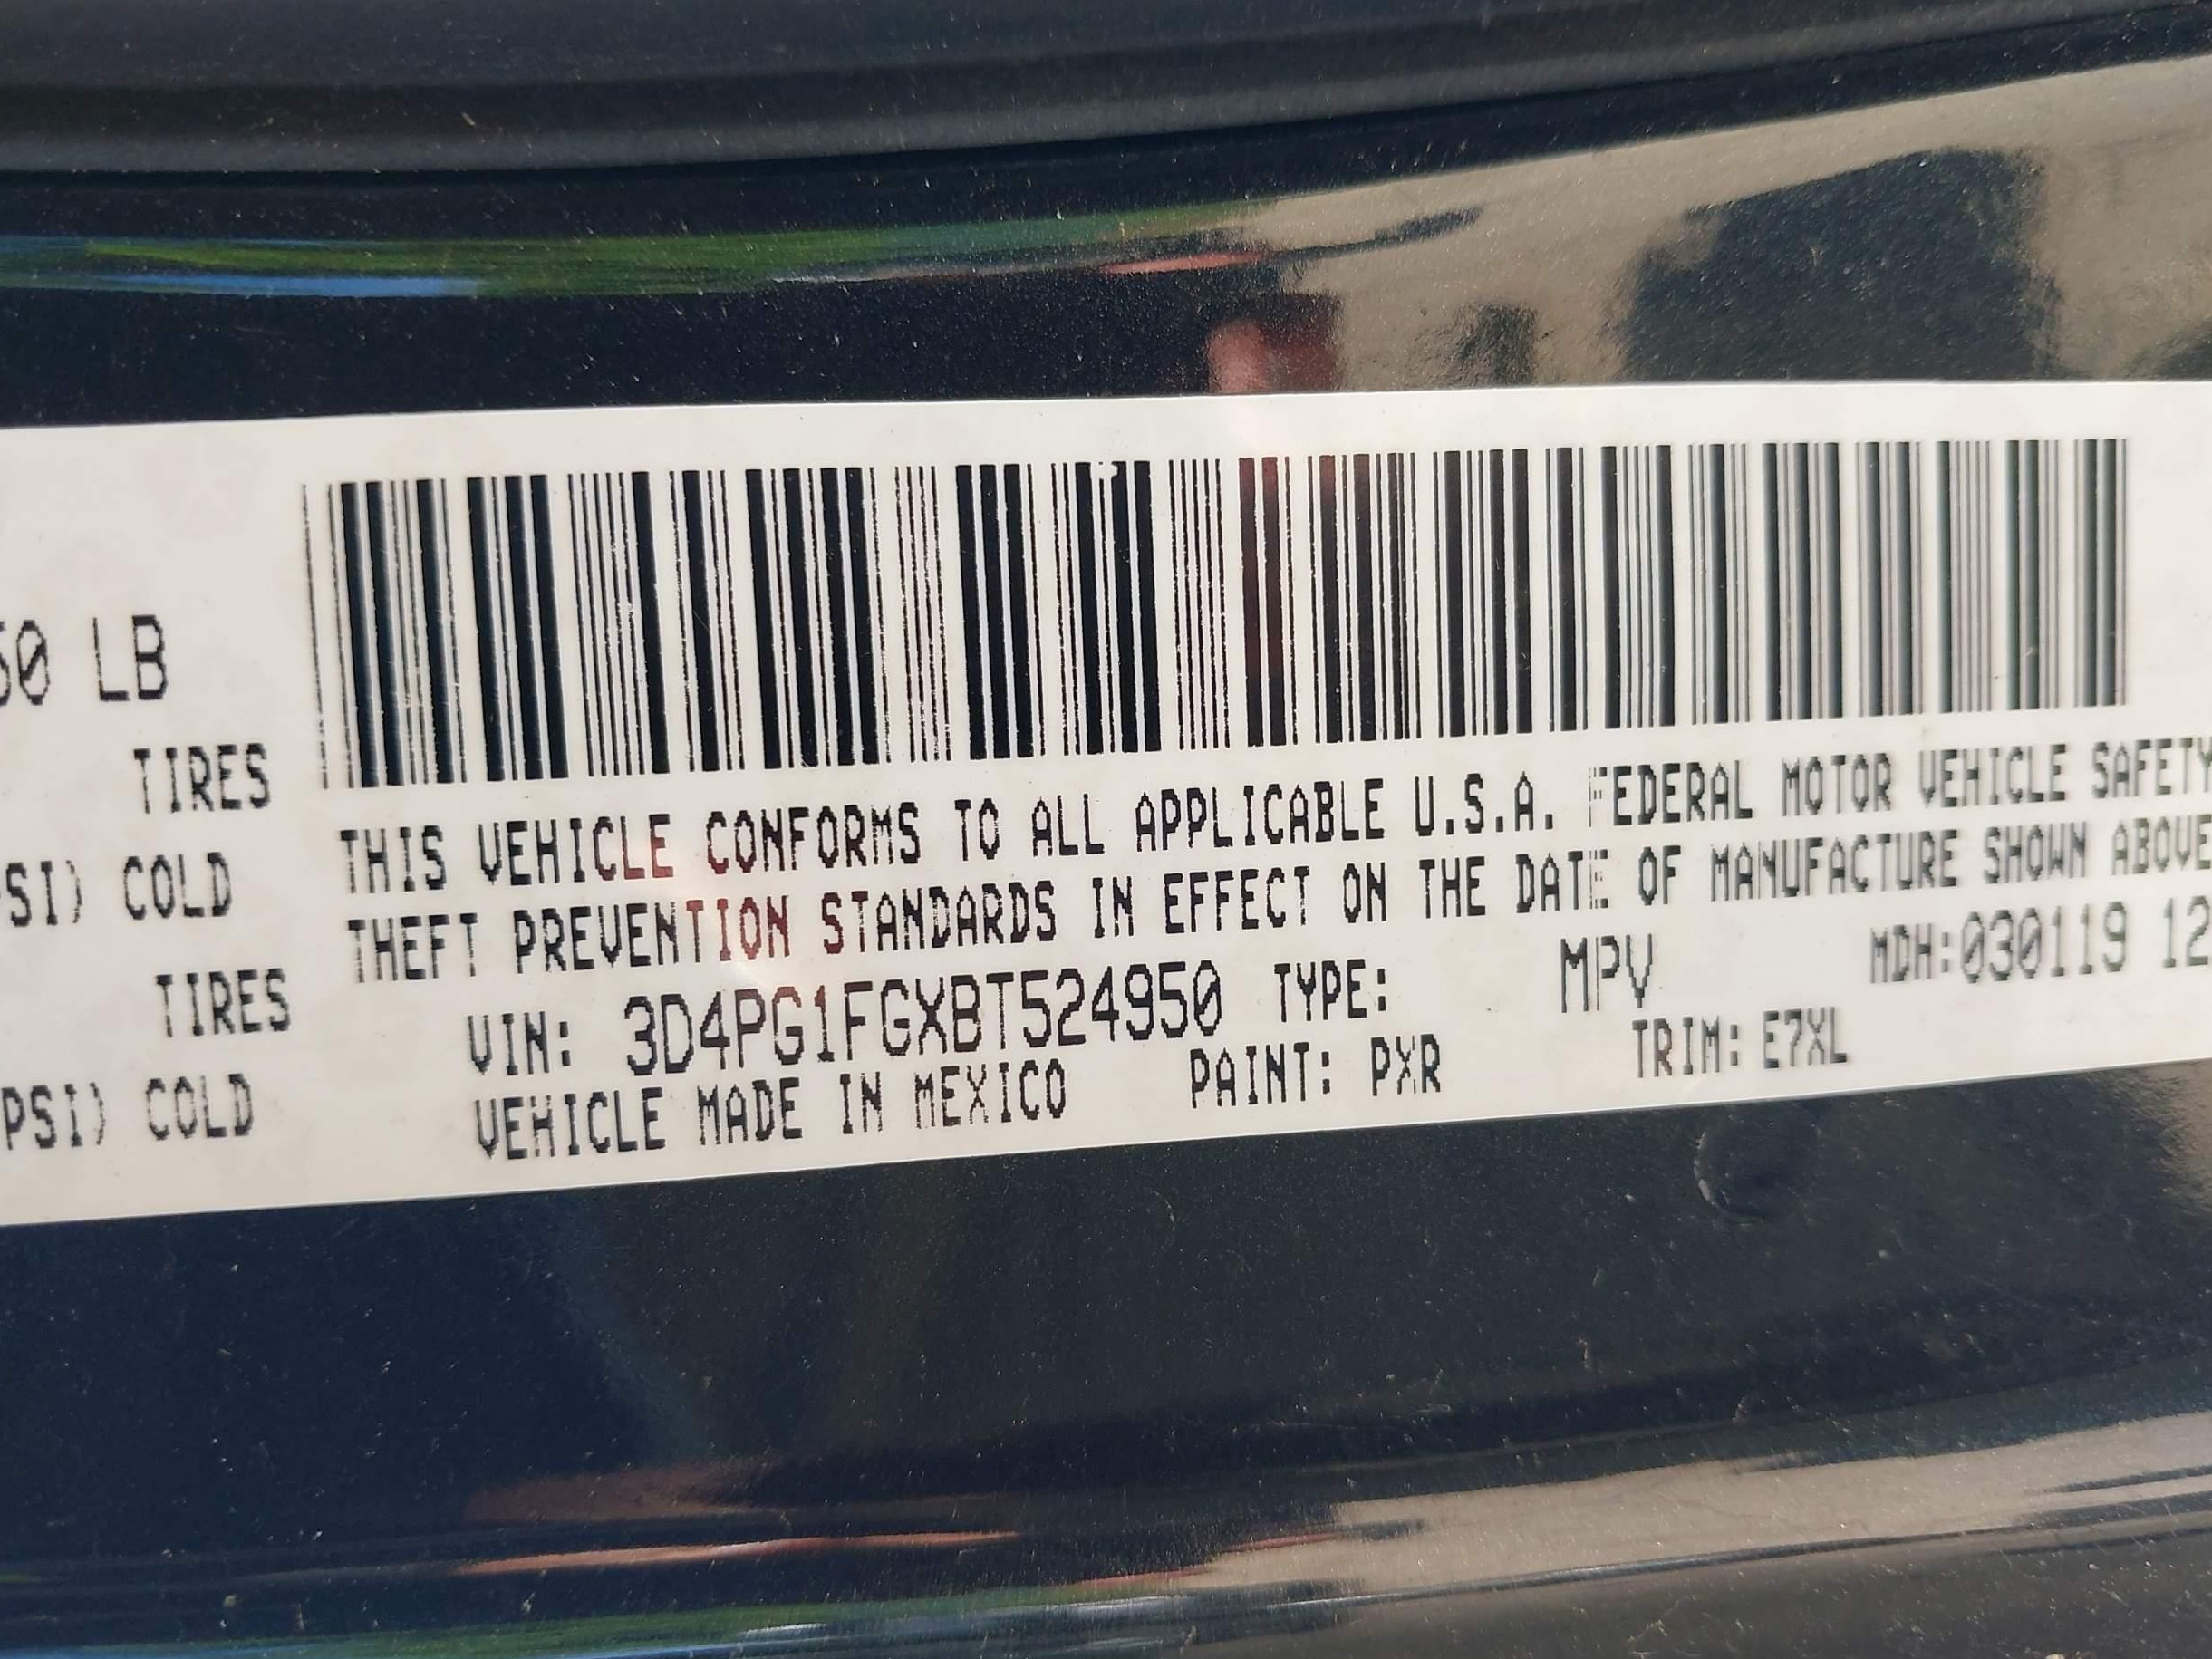 50 LB
TIRES
PSI) COLD
TIRES
PSI) COLD
THIS VEHICLE CONFORMS TO ALL APPLICABLE U.S.A. FEDERAL MOTOR VEHICLE SAFETY
THEFT PREVENTION STANDARDS IN EFFECT ON THE DATE OF MANUFACTURE SHOWN ABOVE
VIN: 3D4PG1FGXBT524950 TYPE: MPV MDH:030119 12
VEHICLE MADE IN MEXICO PAINT: PXR TRIM: E7XL